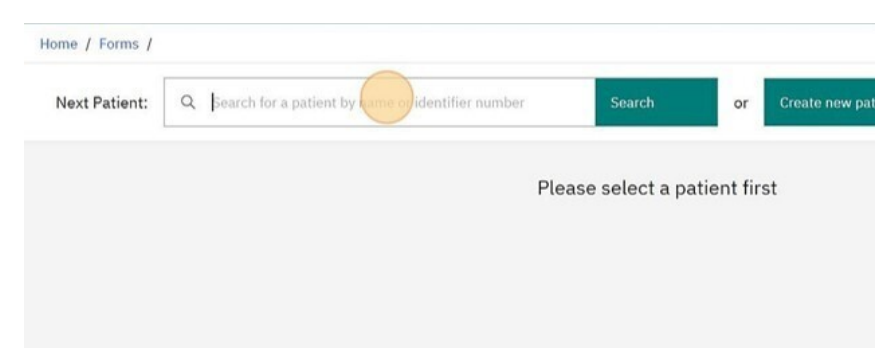 Home / Forms /
Next Patient: Search for a patient by name or identifier number Search or Create new pat
Please select a patient first